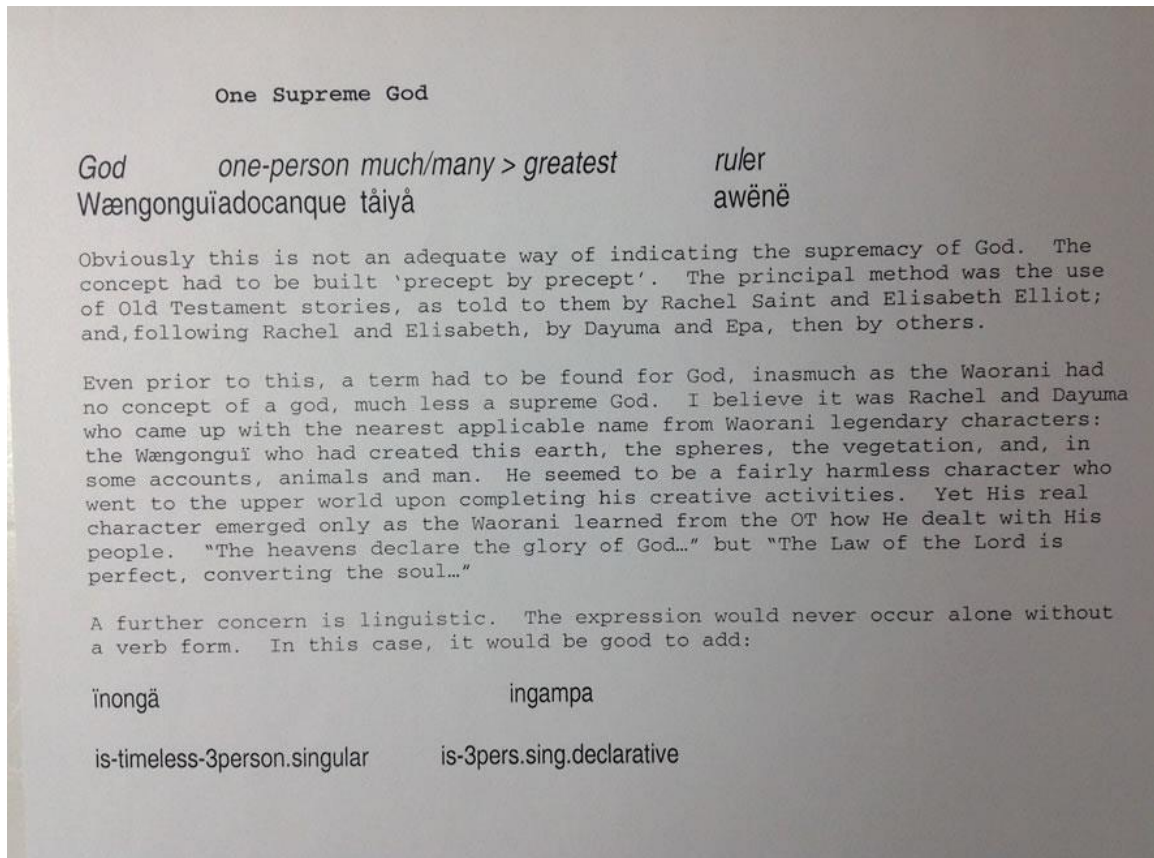 One Supreme God
God one-person much/many > greatest ruler
Wængonguïadocanque tåiyå awënë
Obviously this is not an adequate way of indicating the supremacy of God. The
concept had to be built 'precept by precept'. The principal method was the use
of Old Testament stories, as told to them by Rachel Saint and Elisabeth Elliot;
and,following Rachel and Elisabeth, by Dayuma and Epa, then by others.
Even prior to this, a term had to be found for God, inasmuch as the Waorani had
no concept of a god, much less a supreme God. I believe it was Rachel and Dayuma
who came up with the nearest applicable name from Waorani legendary characters:
the Wængonguï who had created this earth, the spheres, the vegetation, and, in
some accounts, animals and man. He seemed to be a fairly harmless character who
went to the upper world upon completing his creative activities. Yet His real
character emerged only as the Waorani learned from the OT how He dealt with His
people. "The heavens declare the glory of God…" but "The Law of the Lord is
perfect, converting the soul…"
A further concern is linguistic. The expression would never occur alone without
a verb form. In this case, it would be good to add:
ïnongä ingampa
is-timeless-3person.singular is-3pers.sing.declarative